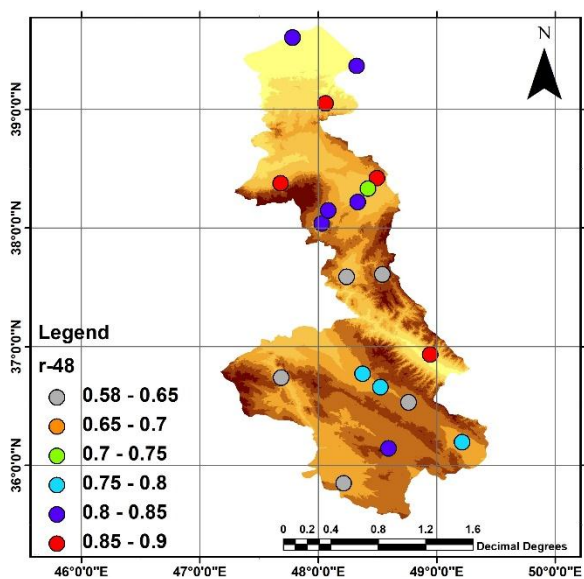 N
39°0'0"N
38°0'0"N
37°0'0"N
36°0'0"N
Legend
r-48
0.58 - 0.65
0.65 - 0.7
0.7 - 0.75
0.75 - 0.8
0.8 - 0.85
0.85 - 0.9
0 0.2 0.4 0.8 1.2 1.6
Decimal Degrees
46°0'0"E 47°0'0"E 48°0'0"E 49°0'0"E 50°0'0"E